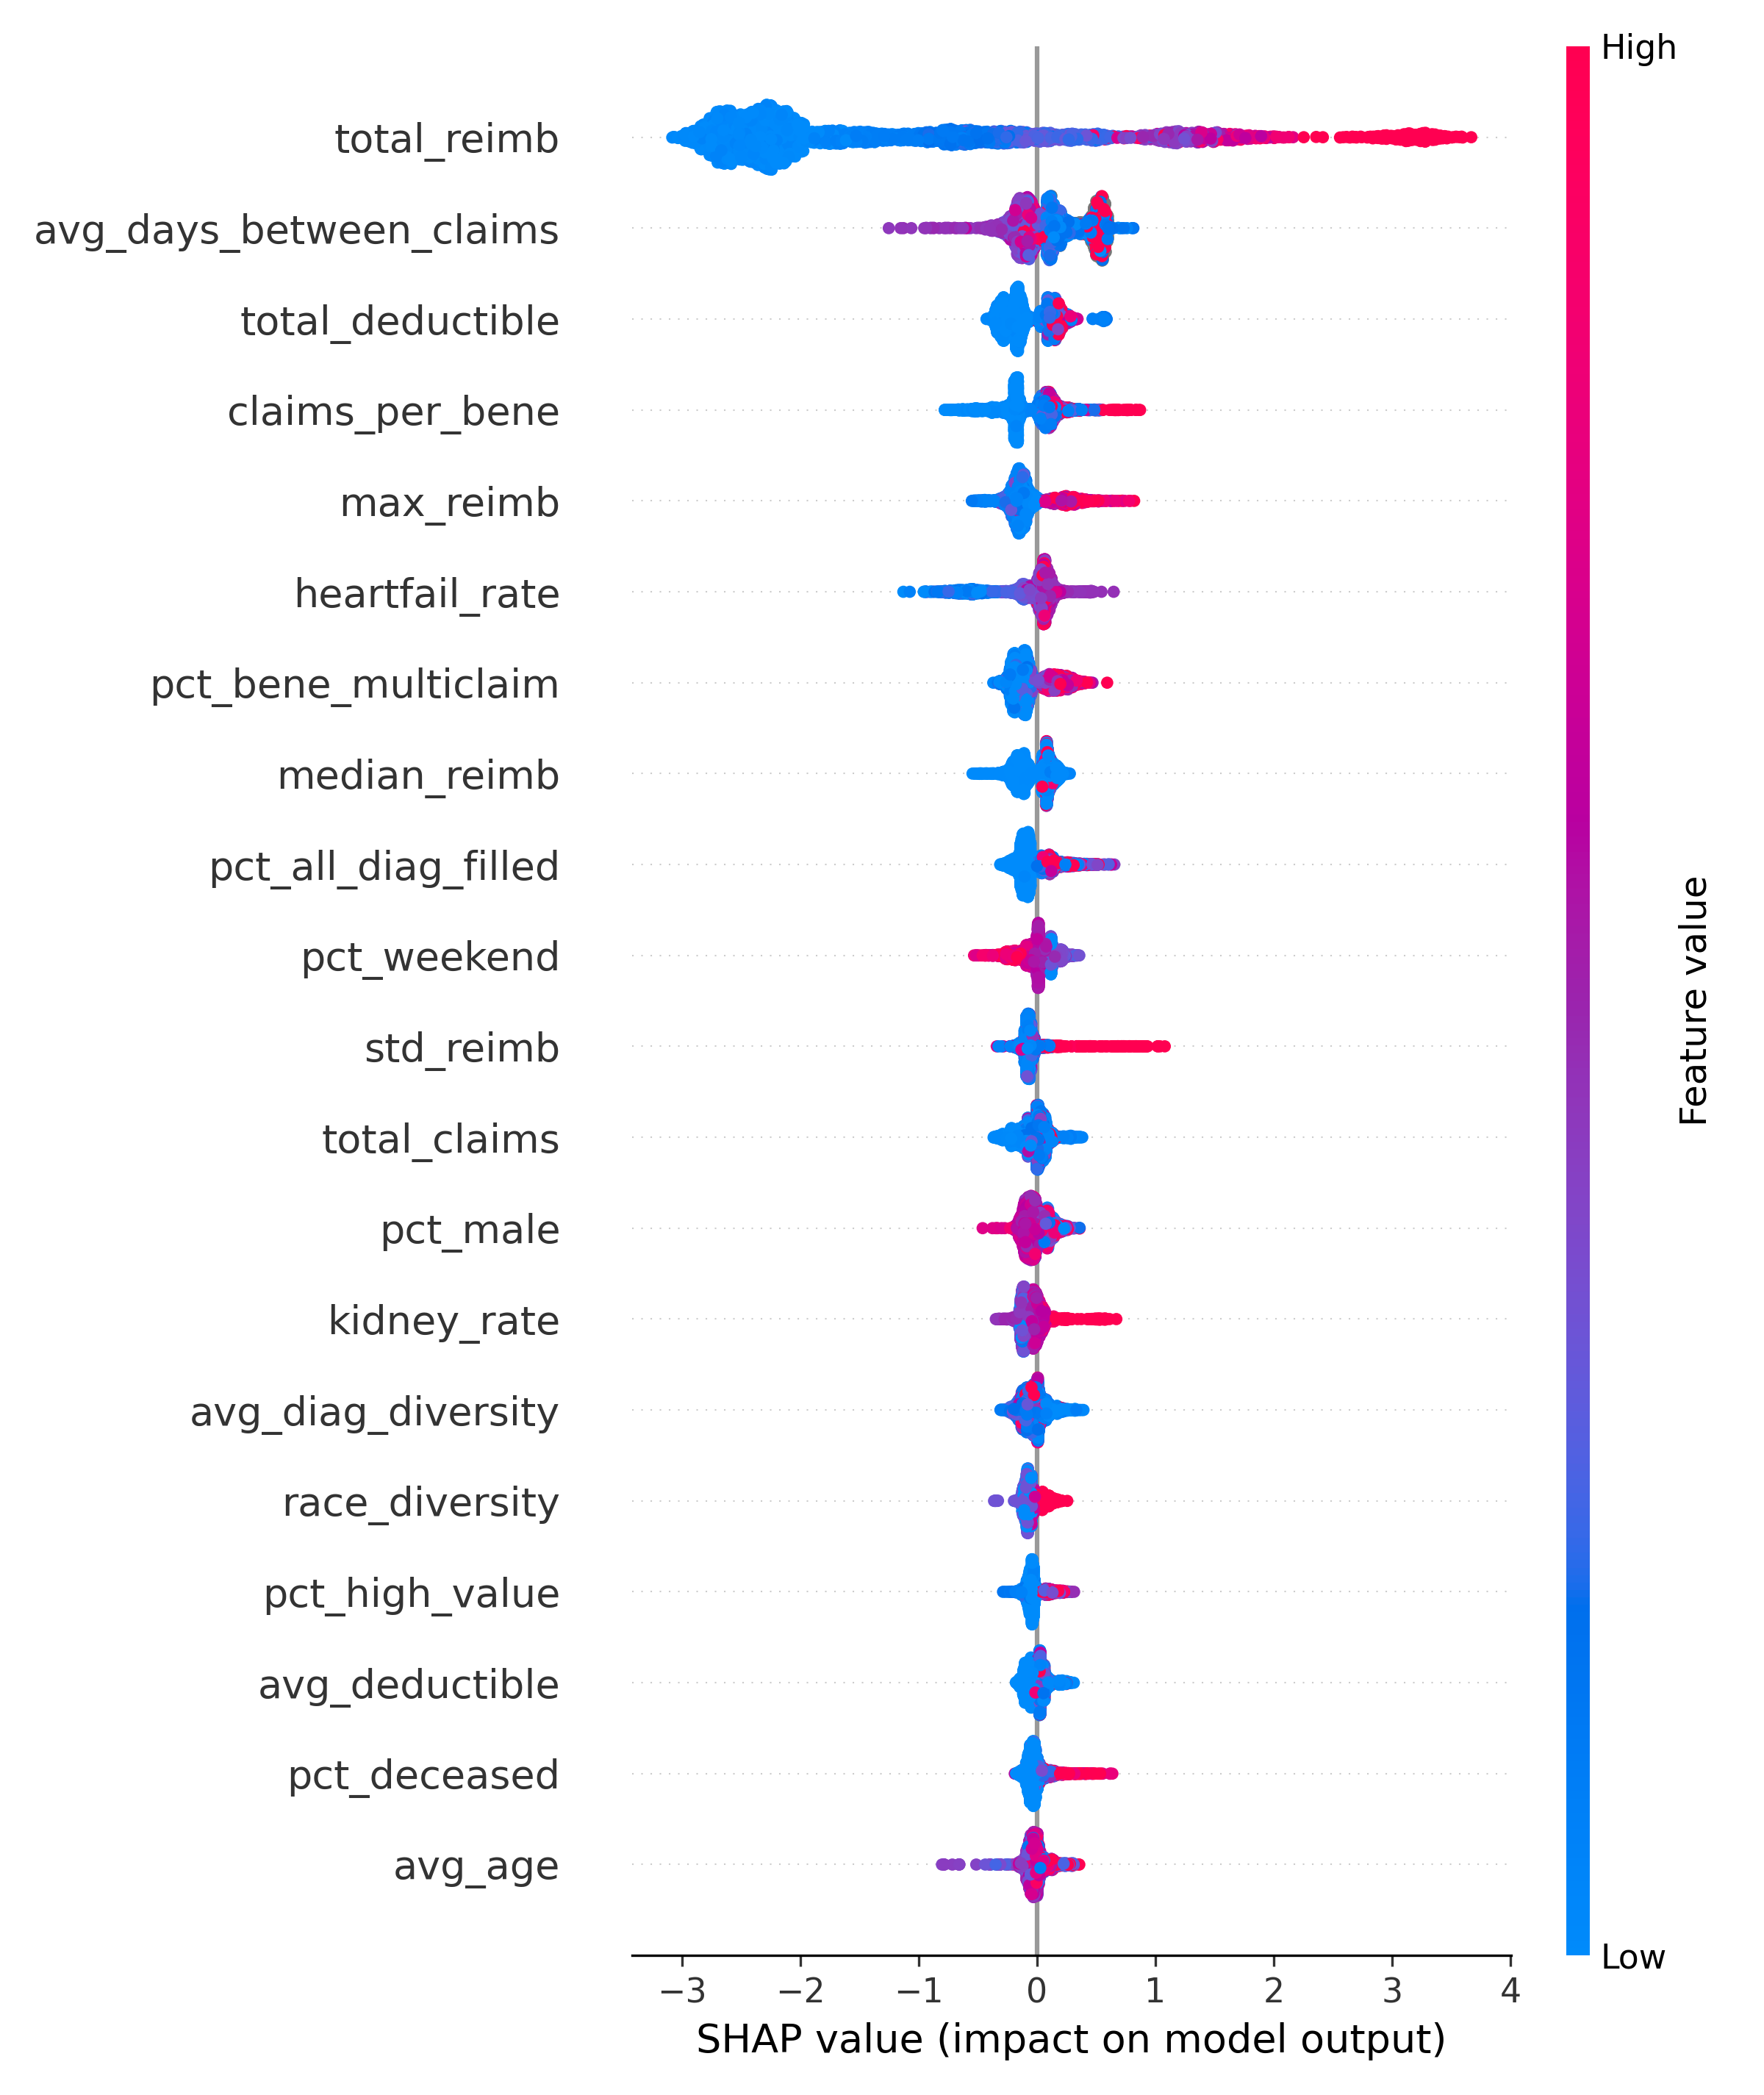 High
total_reimb
avg_days_between_claims
total_deductible
claims_per_bene
max_reimb
heartfail_rate
pct_bene_multiclaim
median_reimb
pct_all_diag_filled
pct_weekend
std_reimb
total_claims
pct_male
kidney_rate
avg_diag_diversity
race_diversity
pct_high_value
avg_deductible
pct_deceased
avg_age
Feature value
Low
−3 −2 −1 0 1 2 3 4
SHAP value (impact on model output)